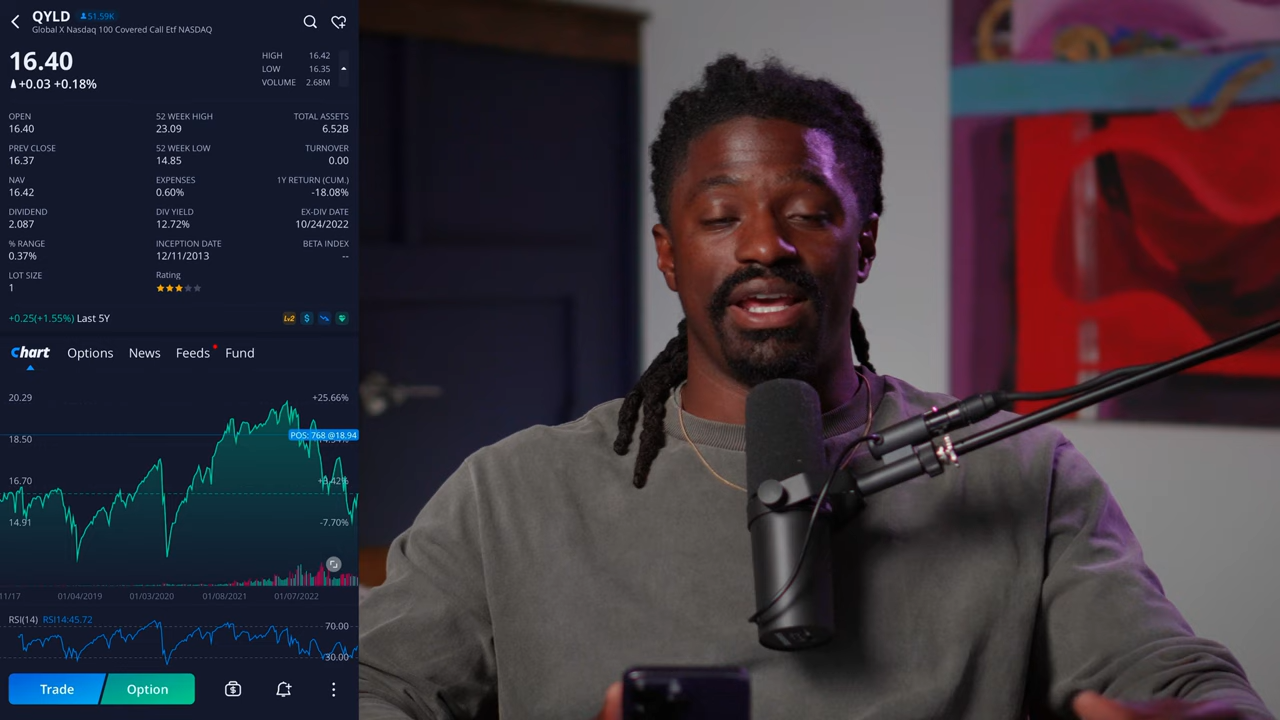 QYLD 51.59K
Global X Nasdaq 100 Covered Call Etf NASDAQ
16.40
+0.03 +0.18%
HIGH 16.42
LOW 16.35
VOLUME 2.68M
OPEN 52 WEEK HIGH TOTAL ASSETS
16.40 23.09 6.52B
PREV CLOSE 52 WEEK LOW TURNOVER
16.37 14.85 0.00
NAV EXPENSES 1Y RETURN (CUM.)
16.42 0.60% -18.08%
DIVIDEND DIV YIELD EX-DIV DATE
2.087 12.72% 10/24/2022
% RANGE INCEPTION DATE BETA INDEX
0.37% 12/11/2013 --
LOT SIZE Rating
1
+0.25(+1.55%) Last 5Y
Lv2 $
Chart Options News Feeds Fund
20.29 +25.66%
POS: 768 @18.94
18.50
16.70
14.91 -7.70%
11/17 01/04/2019 01/03/2020 01/08/2021 01/07/2022
RSI(14) RSI14:45.72
70.00
30.00
Trade Option